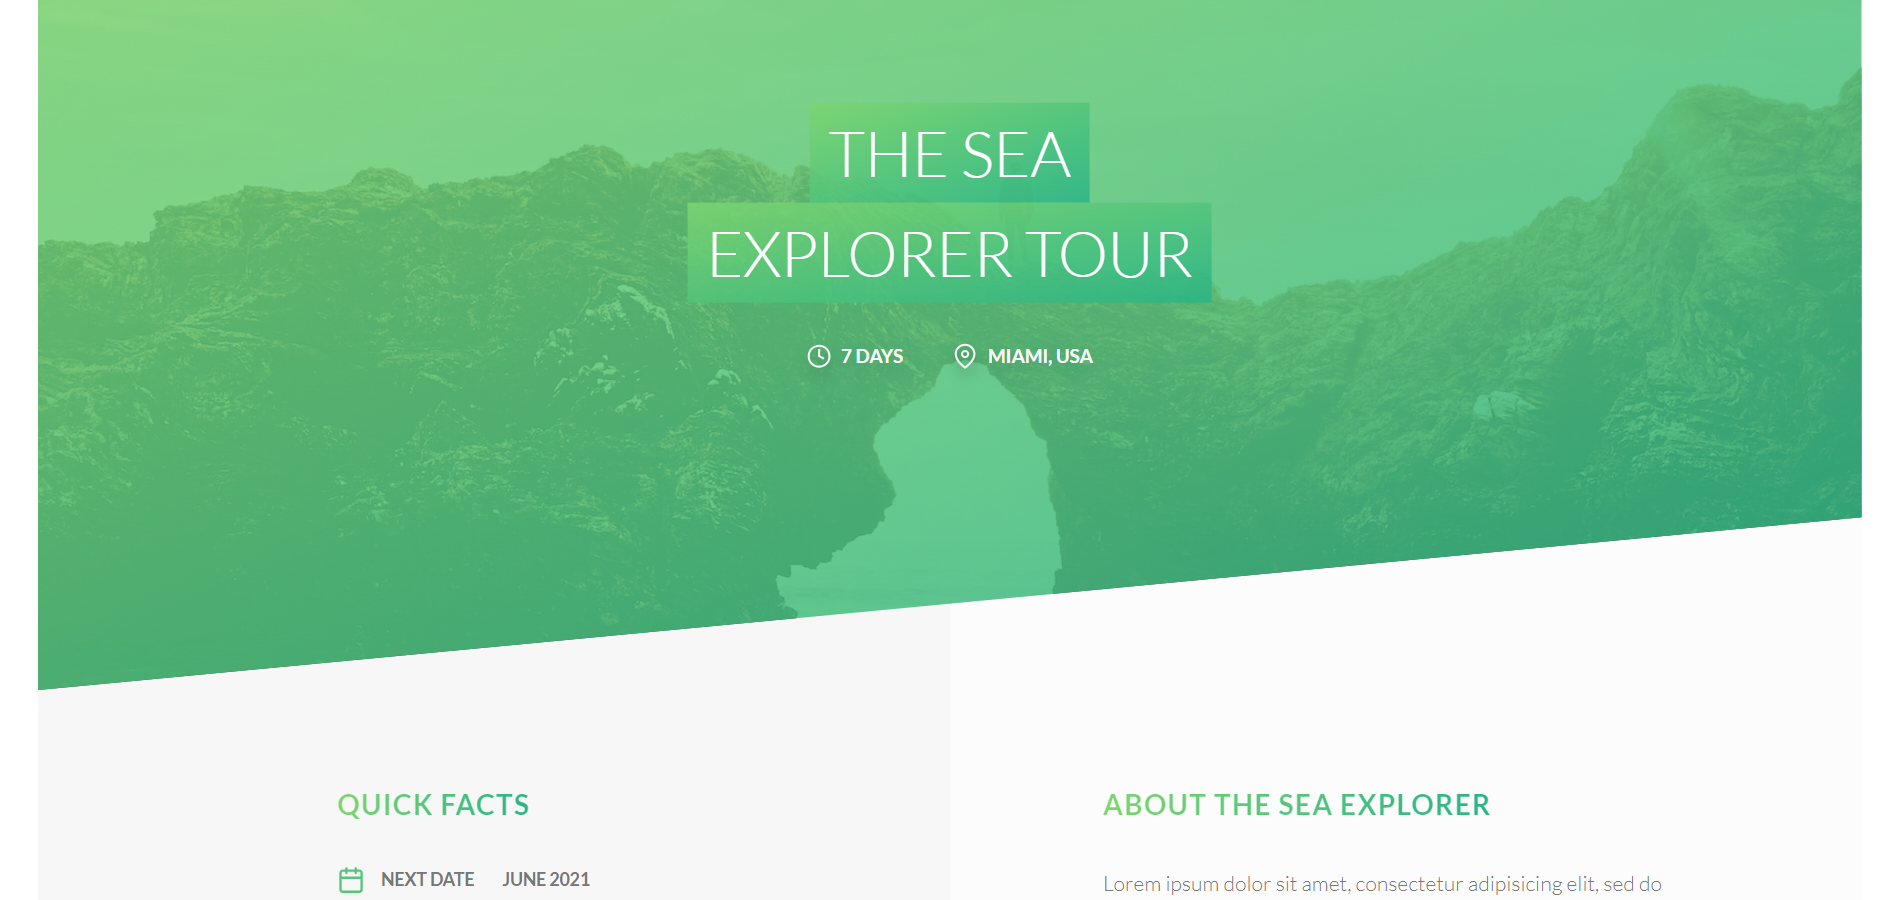 THE SEA
EXPLORER TOUR
7 DAYS
MIAMI, USA
QUICK FACTS
NEXT DATE JUNE 2021
ABOUT THE SEA EXPLORER
Lorem ipsum dolor sit amet, consectetur adipisicing elit, sed do